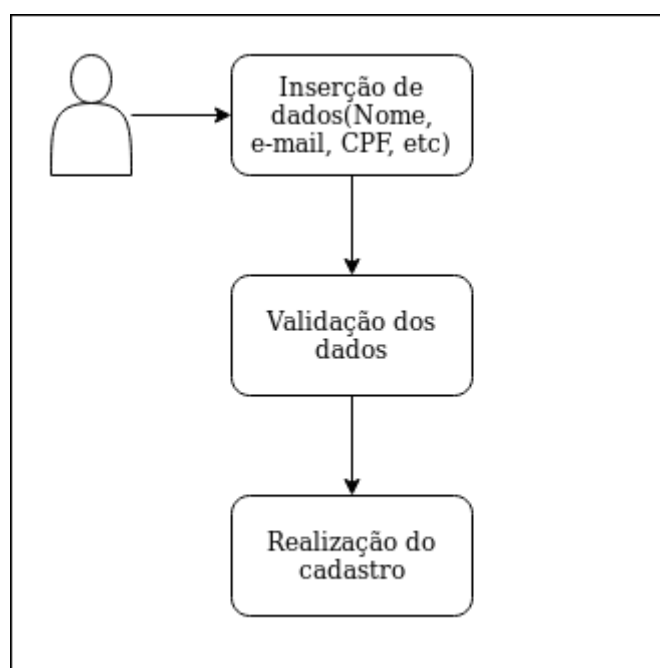 Inserção de
dados(Nome,
e-mail, CPF, etc)
Validação dos
dados
Realização do
cadastro